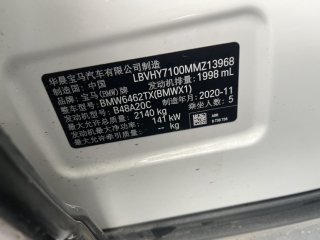 华晨宝马汽车有限公司制造 LBVHY7100MMZ13968
制造国:中国 发动机排量:1998 mL
品牌:宝马(BMW)牌
整车型号:BMW6462TX(BMWX1)
发动机型号:B48A20C 制造年月:2020-11
最大允许总质量:2140 kg 乘坐人数:5
发动机最大净功率:141 kW